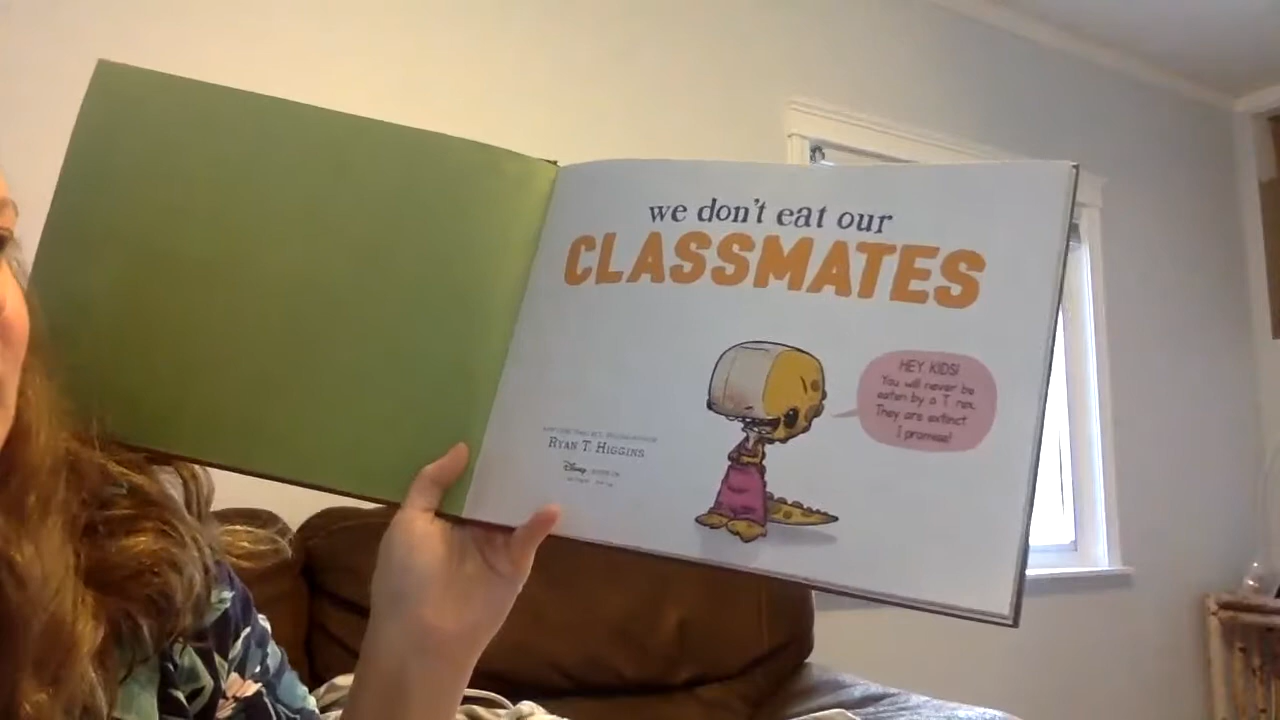 we don't eat our
CLASSMATES
HEY KIDS!
You will never be
eaten by a T. rex.
They are extinct.
I promise!
RYAN T. HIGGINS
Disney